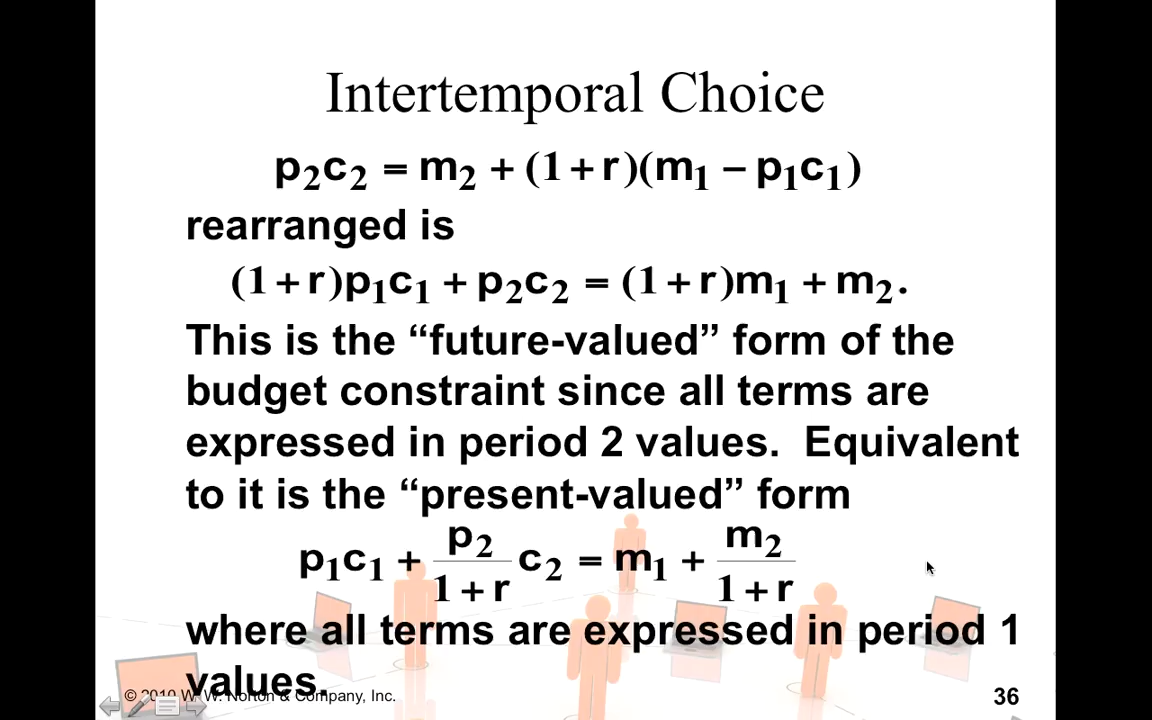 Intertemporal Choice
p₂c₂ = m₂ + (1 + r)(m₁ − p₁c₁)
rearranged is
(1 + r)p₁c₁ + p₂c₂ = (1 + r)m₁ + m₂.
This is the “future-valued” form of the
budget constraint since all terms are
expressed in period 2 values. Equivalent
to it is the “present-valued” form
p₁c₁ + p₂/(1 + r) c₂ = m₁ + m₂/(1 + r)
where all terms are expressed in period 1
values.
© 2010 W. W. Norton & Company, Inc.
36